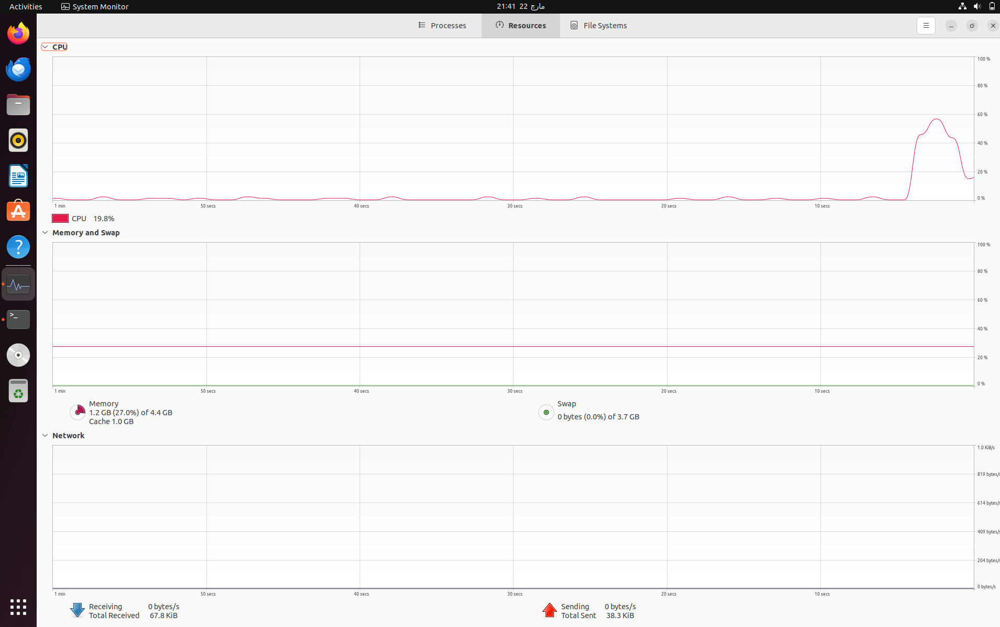 Activities System Monitor 21:41 22 مارچ
Processes Resources File Systems
CPU
100 %
80 %
60 %
40 %
20 %
0 %
1 min 50 secs 40 secs 30 secs 20 secs 10 secs
CPU 19.8%
Memory and Swap
100 %
80 %
60 %
40 %
20 %
0 %
1 min 50 secs 40 secs 30 secs 20 secs 10 secs
Memory
1.2 GB (27.0%) of 4.4 GB
Cache 1.0 GB
Swap
0 bytes (0.0%) of 3.7 GB
Network
1.0 KiB/s
819 bytes/s
614 bytes/s
409 bytes/s
204 bytes/s
0 bytes/s
1 min 50 secs 40 secs 30 secs 20 secs 10 secs
Receiving 0 bytes/s
Total Received 67.8 KiB
Sending 0 bytes/s
Total Sent 38.3 KiB